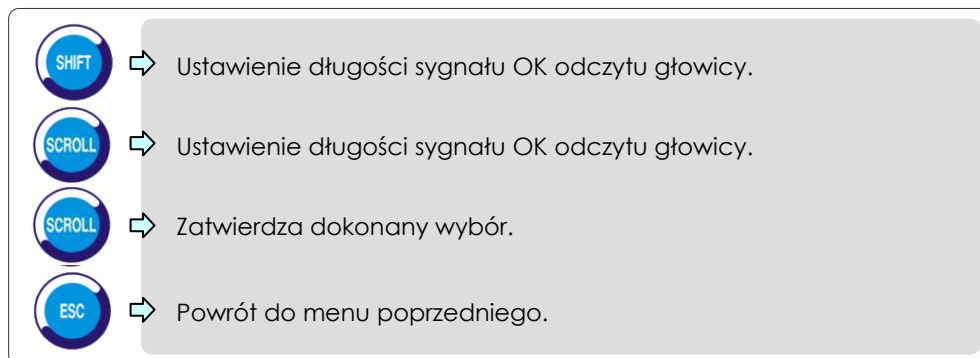 SHIFT Ustawienie długości sygnału OK odczytu głowicy.
SCROLL Ustawienie długości sygnału OK odczytu głowicy.
SCROLL Zatwierdza dokonany wybór.
ESC Powrót do menu poprzedniego.